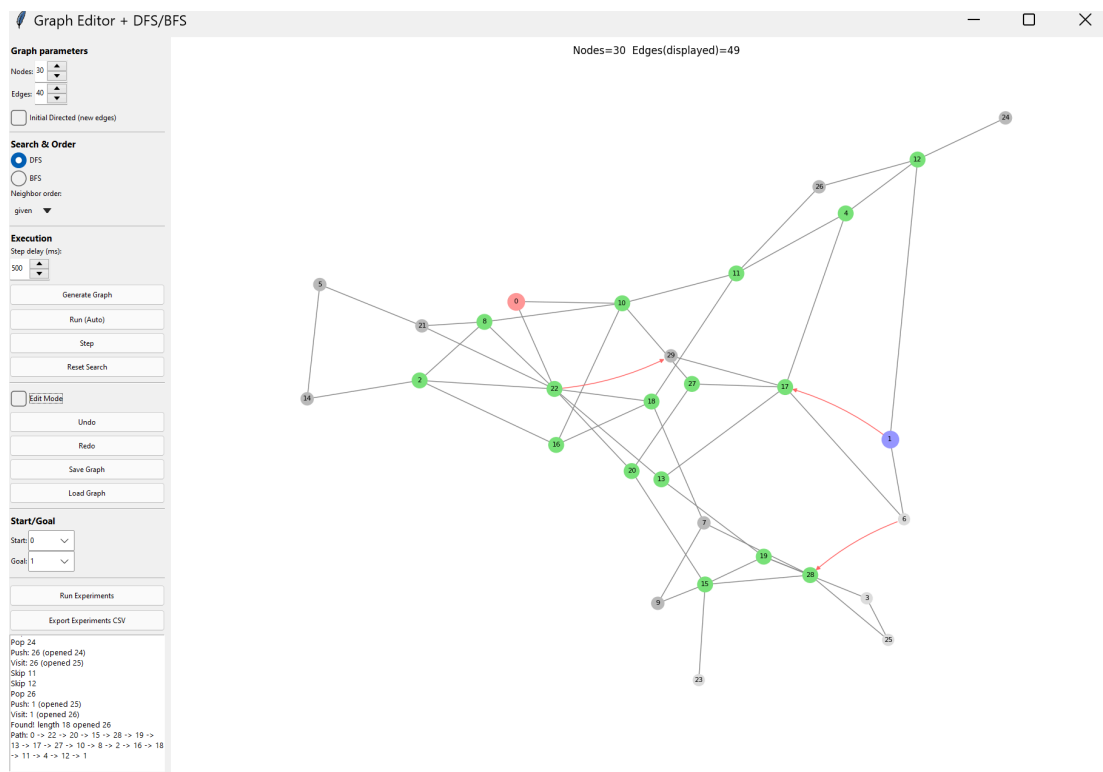 Graph Editor + DFS/BFS
Graph parameters
Nodes: 30
Edges: 40
Initial Directed (new edges)
Search & Order
DFS
BFS
Neighbor order:
given
Execution
Step delay (ms):
500
Generate Graph
Run (Auto)
Step
Reset Search
Edit Mode
Undo
Redo
Save Graph
Load Graph
Start/Goal
Start: 0
Goal: 1
Run Experiments
Export Experiments CSV
Pop 24
Push: 26 (opened 24)
Visit: 26 (opened 25)
Skip 11
Skip 12
Pop 26
Push: 1 (opened 25)
Visit: 1 (opened 26)
Found! length 18 opened 26
Path: 0 -> 22 -> 20 -> 15 -> 28 -> 19 ->
13 -> 17 -> 27 -> 10 -> 8 -> 2 -> 16 -> 18
-> 11 -> 4 -> 12 -> 1
Nodes=30 Edges(displayed)=49
24
12
26
4
11
5
0
10
8
21
29
2
27
17
22
14
18
1
16
20
13
6
7
19
28
15
3
9
25
23